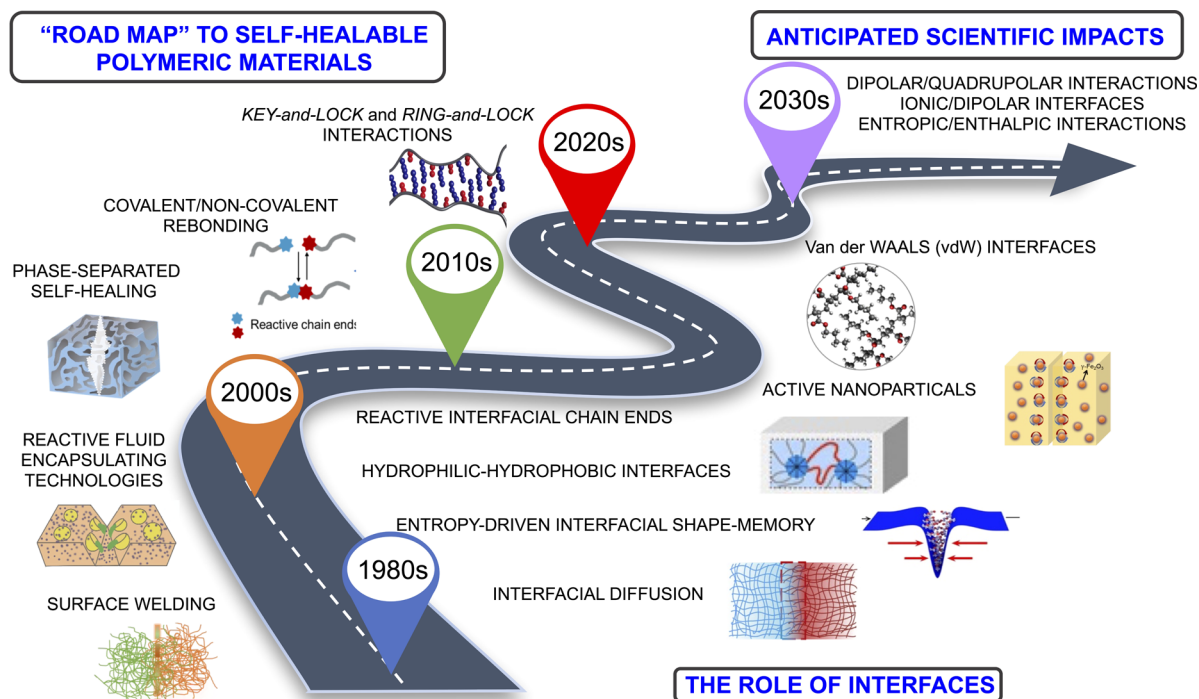 “ROAD MAP” TO SELF-HEALABLE
POLYMERIC MATERIALS
ANTICIPATED SCIENTIFIC IMPACTS
DIPOLAR/QUADRUPOLAR INTERACTIONS
IONIC/DIPOLAR INTERFACES
ENTROPIC/ENTHALPIC INTERACTIONS
2030s
KEY-and-LOCK and RING-and-LOCK
INTERACTIONS
2020s
COVALENT/NON-COVALENT
REBONDING
Reactive chain ends
2010s
PHASE-SEPARATED
SELF-HEALING
2000s
Van der WAALS (vdW) INTERFACES
ACTIVE NANOPARTICALS
γ-Fe₂O₃
REACTIVE INTERFACIAL CHAIN ENDS
REACTIVE FLUID
ENCAPSULATING
TECHNOLOGIES
HYDROPHILIC-HYDROPHOBIC INTERFACES
ENTROPY-DRIVEN INTERFACIAL SHAPE-MEMORY
1980s
INTERFACIAL DIFFUSION
SURFACE WELDING
THE ROLE OF INTERFACES